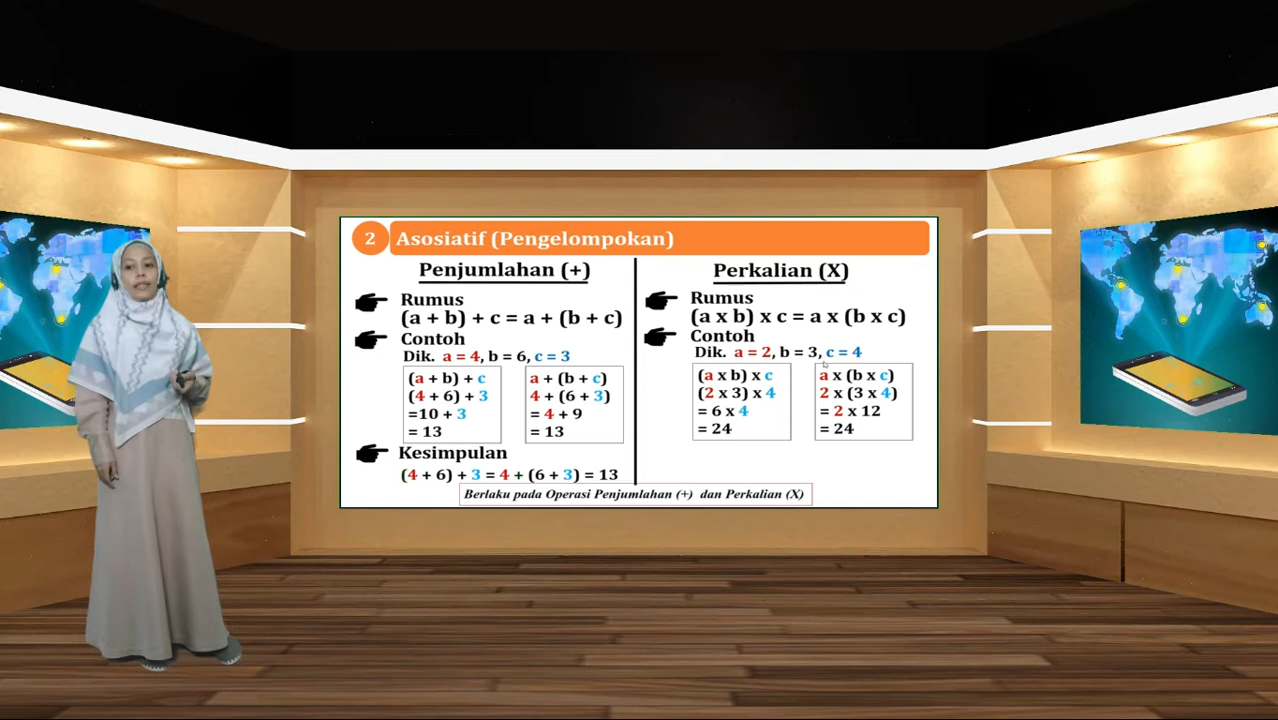 2 Asosiatif (Pengelompokan)
Penjumlahan (+)
Rumus
(a + b) + c = a + (b + c)
Contoh
Dik. a = 4, b = 6, c = 3
(a + b) + c
(4 + 6) + 3
=10 + 3
= 13
a + (b + c)
4 + (6 + 3)
= 4 + 9
= 13
Kesimpulan
(4 + 6) + 3 = 4 + (6 + 3) = 13
Perkalian (X)
Rumus
(a x b) x c = a x (b x c)
Contoh
Dik. a = 2, b = 3, c = 4
(a x b) x c
(2 x 3) x 4
= 6 x 4
= 24
a x (b x c)
2 x (3 x 4)
= 2 x 12
= 24
Berlaku pada Operasi Penjumlahan (+) dan Perkalian (X)